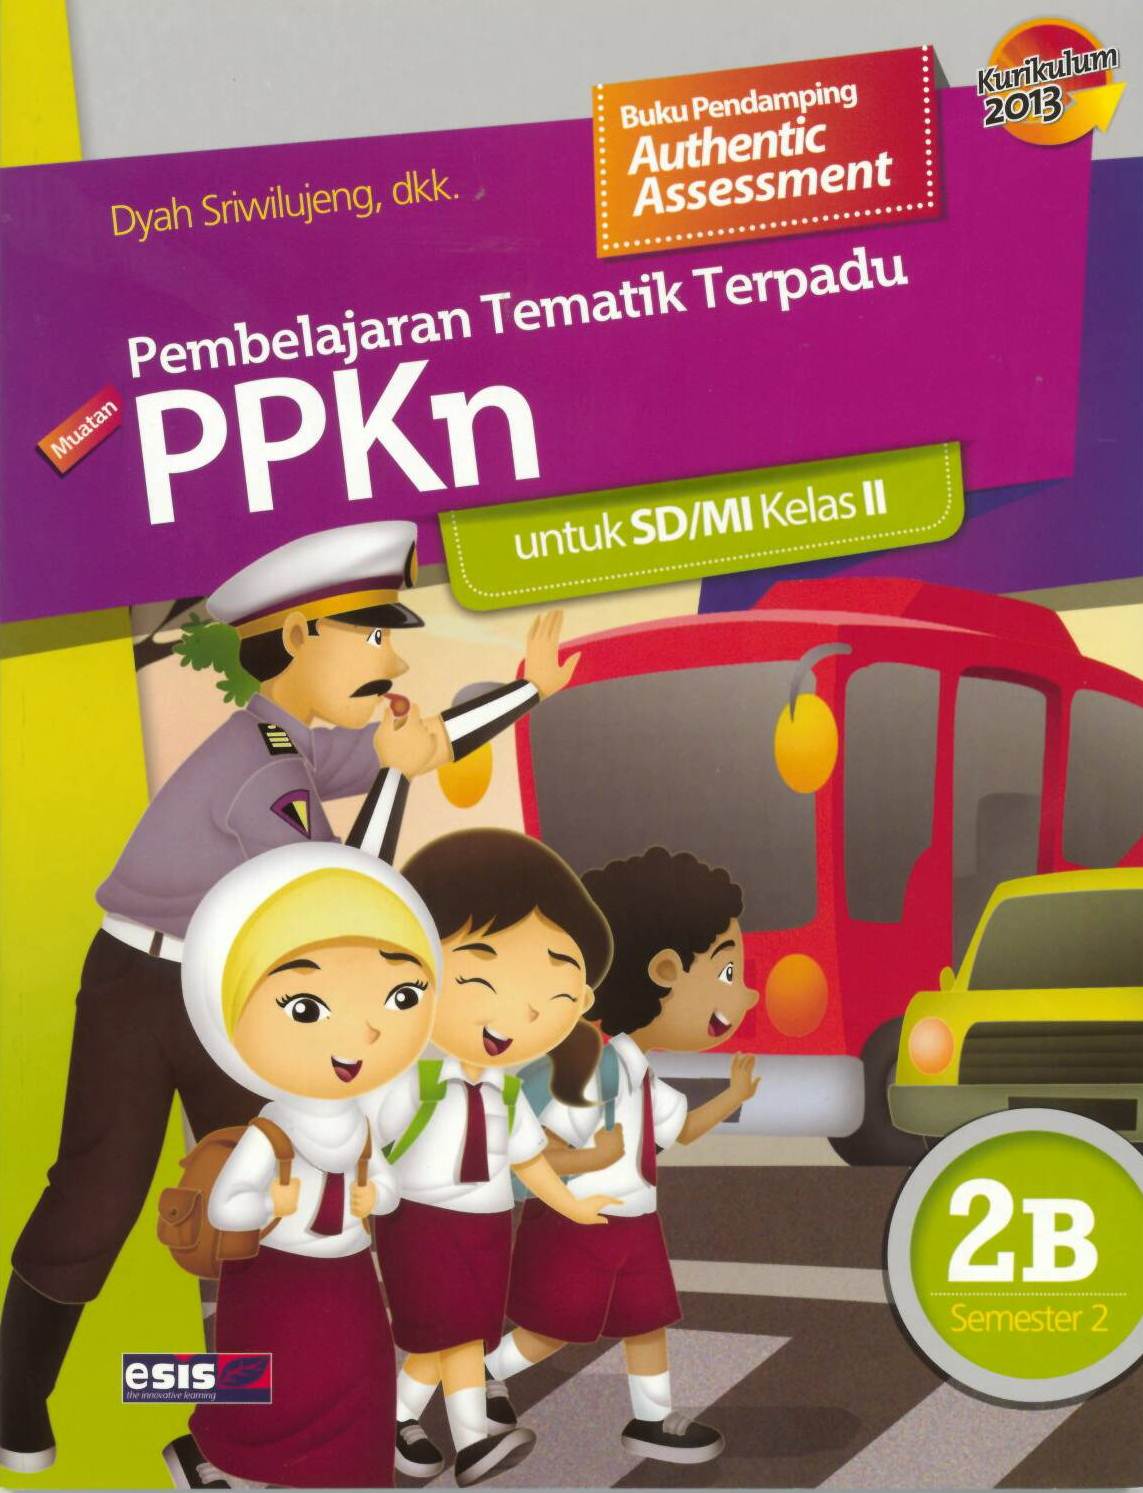 Kurikulum
2013
Buku Pendamping
Authentic
Assessment
Dyah Sriwilujeng, dkk.
Pembelajaran Tematik Terpadu
Muatan
PPKn
untuk SD/MI Kelas II
2B
Semester 2
esis
the innovative learning